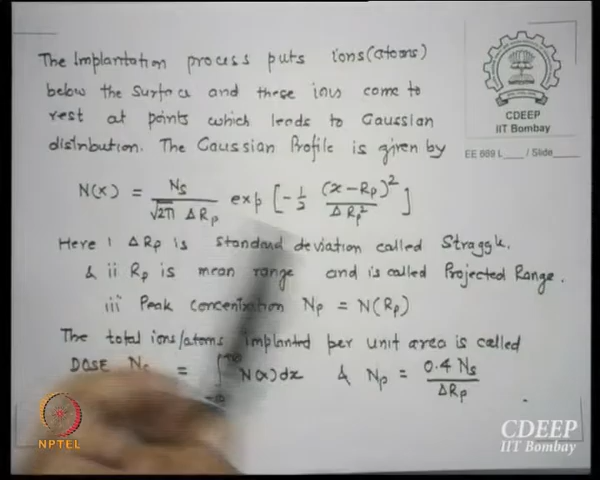 The Implantation process puts ions (atoms)
below the Surface and these ions come to
rest at points which leads to Gaussian
distribution. The Gaussian Profile is given by
N(x) = Ns / √2π ΔRp exp [ -1/2 (x-Rp)² / ΔRp² ]
Here i ΔRp is standard deviation called Straggle.
& ii Rp is mean range and is called Projected Range.
iii Peak concentration Np = N(Rp)
The total ions/atoms implanted per unit area is called
DOSE = ∫ N(x)dx & Np = 0.4 Ns / ΔRp
CDEEP
IIT Bombay
EE 669 L____ / Slide____
NPTEL
CDEEP
IIT Bombay